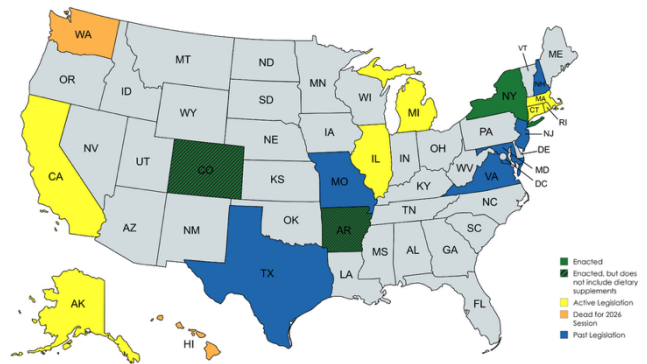 WA
OR
CA
NV
ID
MT
WY
UT
AZ
CO
NM
ND
SD
NE
KS
OK
TX
MN
IA
MO
AR
LA
WI
IL
MI
IN
OH
KY
TN
MS
AL
GA
FL
SC
NC
VA
WV
PA
NY
VT
NH
ME
MA
CT
RI
NJ
DE
MD
DC
AK
HI
Enacted
Enacted, but does
not include dietary
supplements
Active Legislation
Dead for 2026
Session
Past Legislation